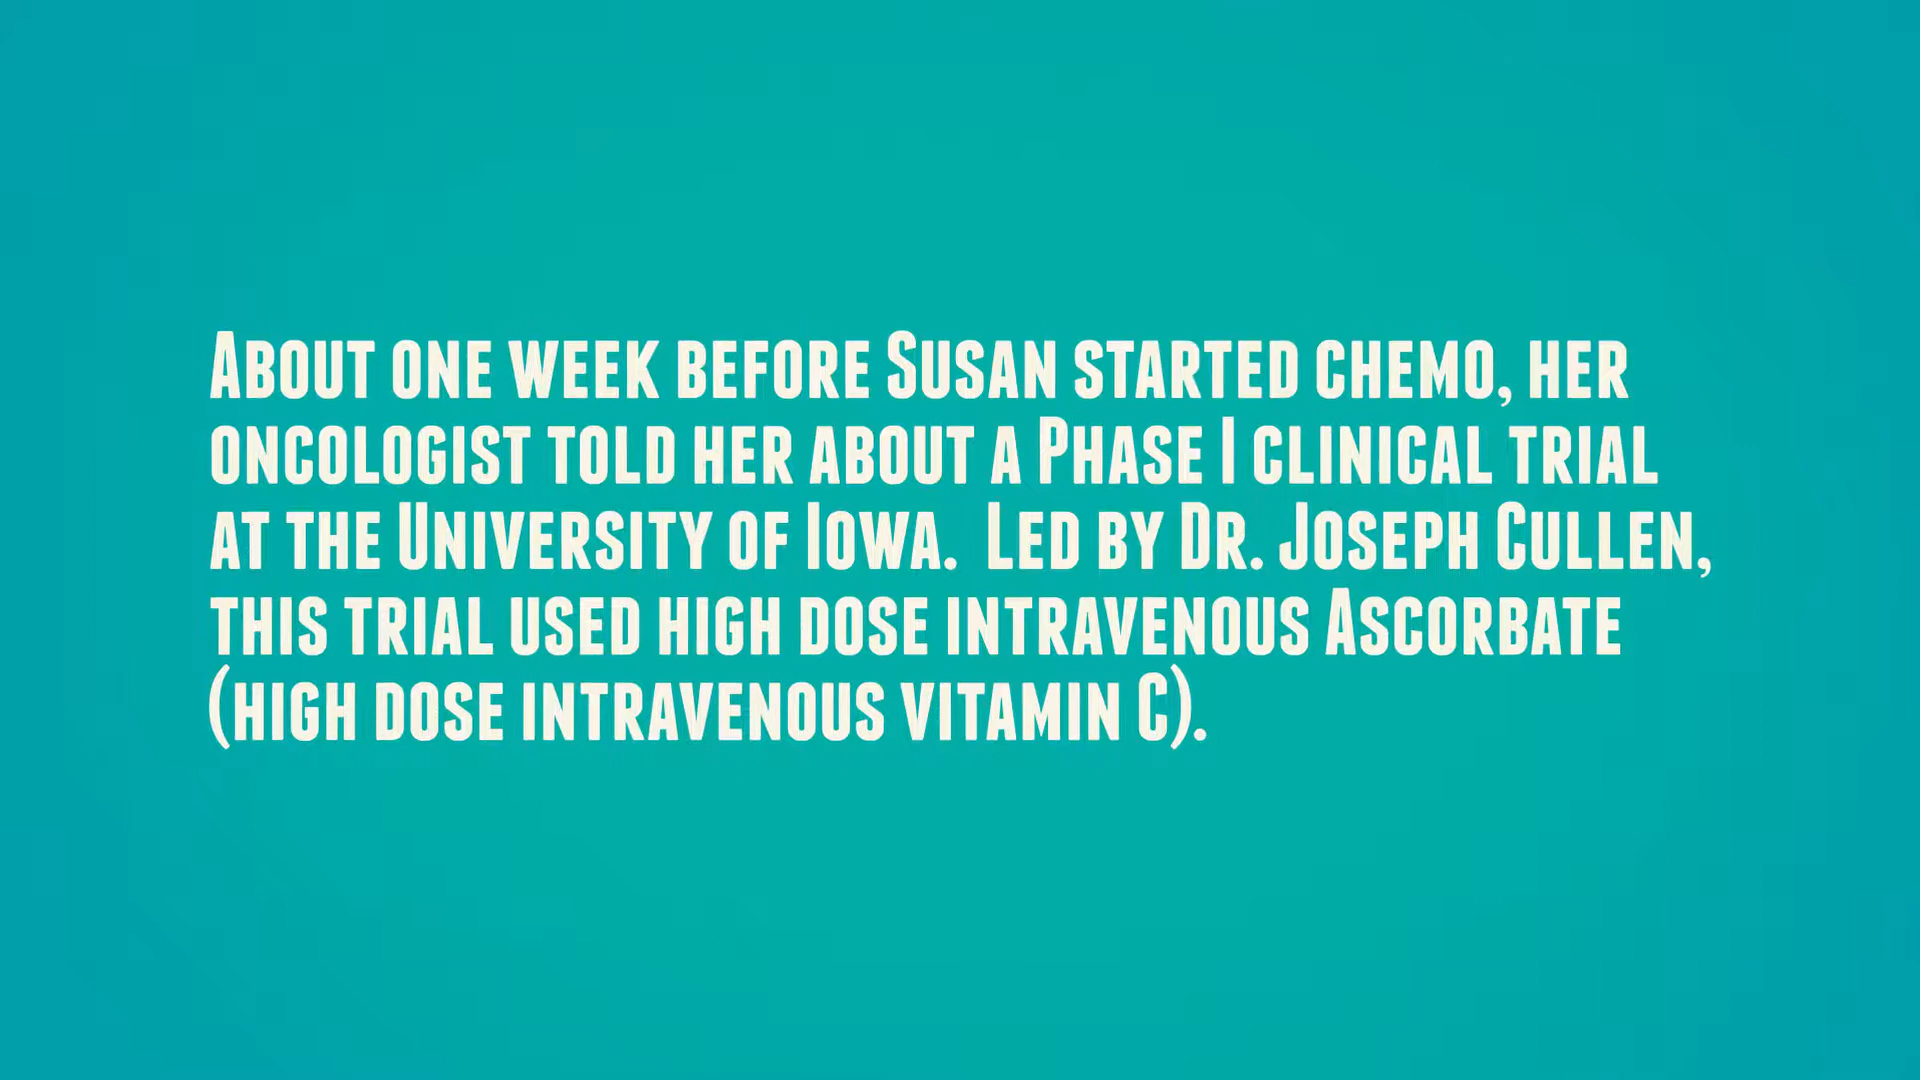 About one week before Susan started chemo, her
oncologist told her about a Phase I clinical trial
at the University of Iowa.  Led by Dr. Joseph Cullen,
this trial used high dose intravenous Ascorbate
(high dose intravenous vitamin C).